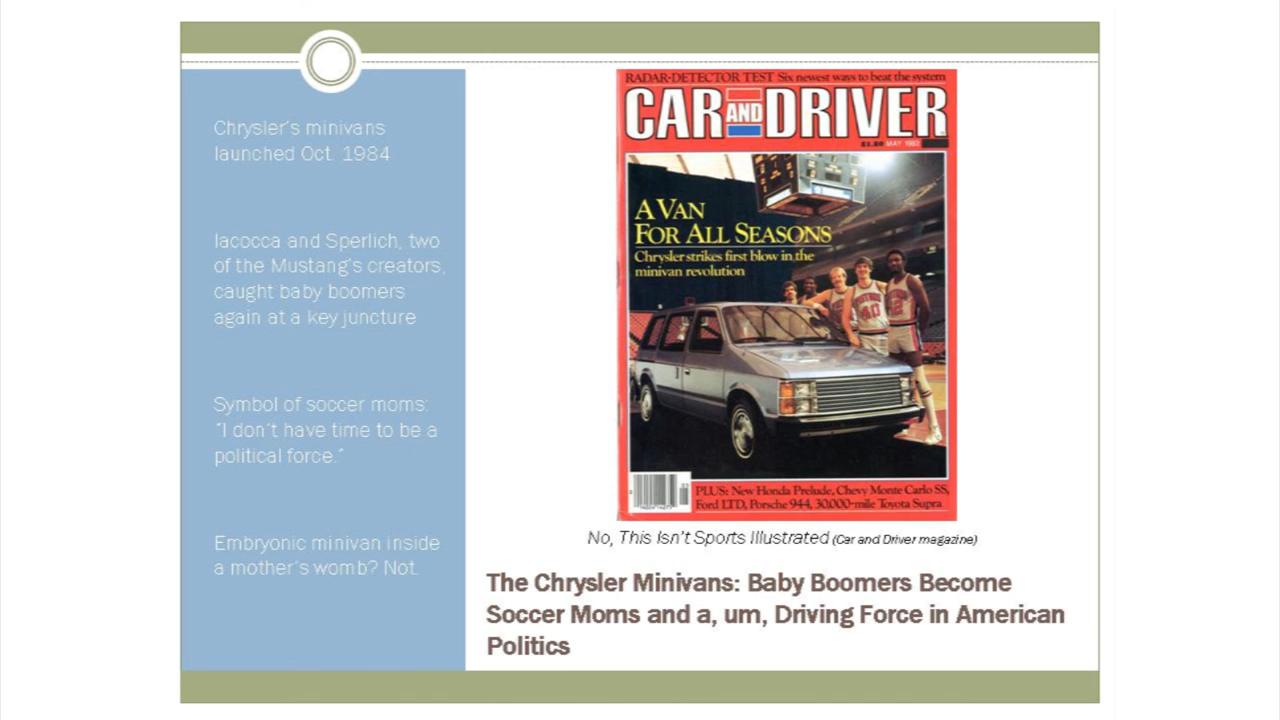 Chrysler's minivans
launched Oct. 1984
Iacocca and Sperlich, two
of the Mustang's creators,
caught baby boomers
again at a key juncture
Symbol of soccer moms:
"I don't have time to be a
political force."
Embryonic minivan inside
a mother's womb? Not.
RADAR-DETECTOR TEST Six newest ways to beat the system
CAR AND DRIVER
$1.50 MAY 1983
A VAN
FOR ALL SEASONS
Chrysler strikes first blow in the
minivan revolution
40
PLUS: New Honda Prelude, Chevy Monte Carlo SS,
Ford LTD, Porsche 944, 30,000-mile Toyota Supra
No, This Isn't Sports Illustrated (Car and Driver magazine)
The Chrysler Minivans: Baby Boomers Become
Soccer Moms and a, um, Driving Force in American
Politics